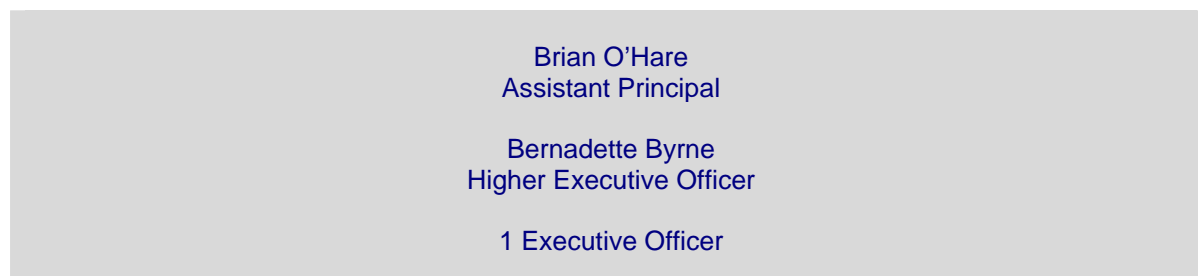 Brian O’Hare
Assistant Principal
Bernadette Byrne
Higher Executive Officer
1 Executive Officer